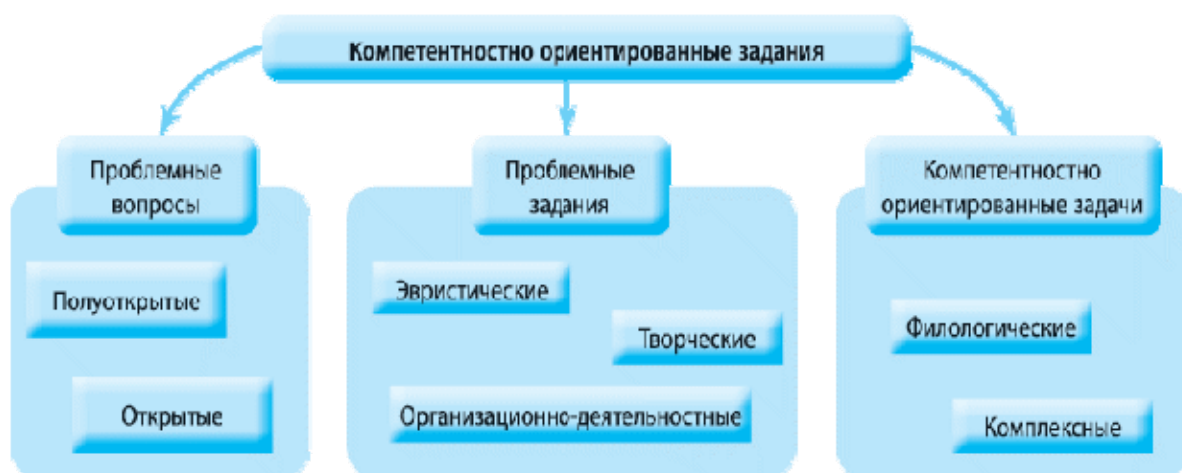 Компетентностно ориентированные задания
Проблемные
вопросы
Полуоткрытые
Открытые
Проблемные
задания
Эвристические
Творческие
Организационно-деятельностные
Компетентностно
ориентированные задачи
Филологические
Комплексные